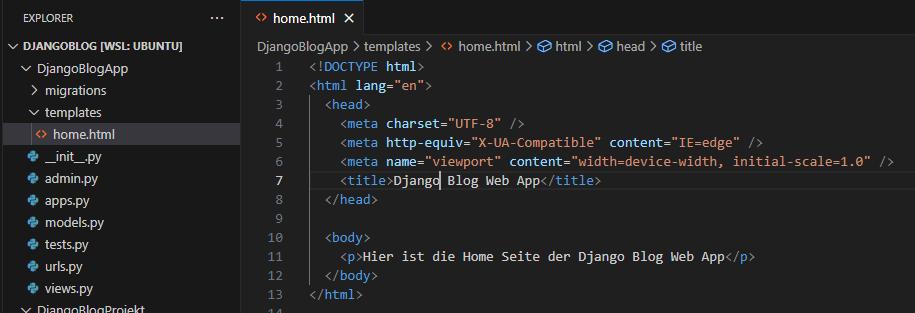 EXPLORER
DJANGOBLOG [WSL: UBUNTU]
DjangoBlogApp
migrations
templates
home.html
__init__.py
admin.py
apps.py
models.py
tests.py
urls.py
views.py
DjangoBlogProjekt
home.html
DjangoBlogApp > templates > home.html > html > head > title
1 <!DOCTYPE html>
2 <html lang="en">
3 <head>
4 <meta charset="UTF-8" />
5 <meta http-equiv="X-UA-Compatible" content="IE=edge" />
6 <meta name="viewport" content="width=device-width, initial-scale=1.0" />
7 <title>Django Blog Web App</title>
8 </head>
9
10 <body>
11 <p>Hier ist die Home Seite der Django Blog Web App</p>
12 </body>
13 </html>
14